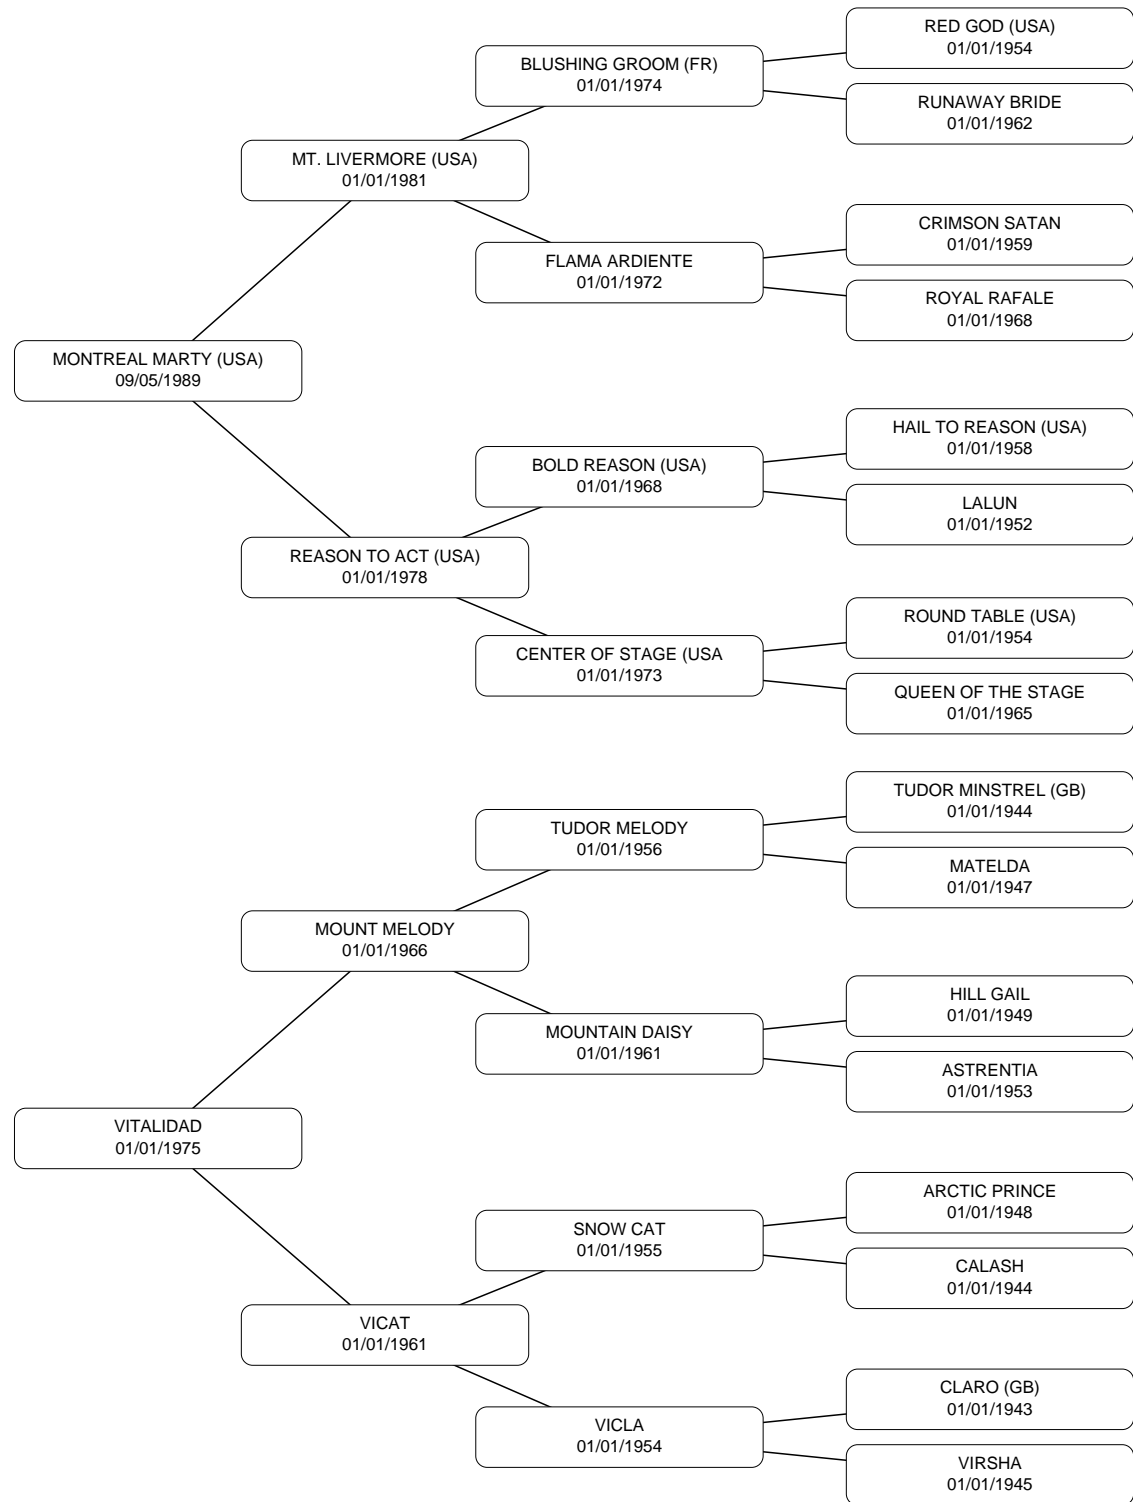 RED GOD (USA)
01/01/1954
BLUSHING GROOM (FR)
01/01/1974
RUNAWAY BRIDE
01/01/1962
MT. LIVERMORE (USA)
01/01/1981
CRIMSON SATAN
01/01/1959
FLAMA ARDIENTE
01/01/1972
ROYAL RAFALE
01/01/1968
MONTREAL MARTY (USA)
09/05/1989
HAIL TO REASON (USA)
01/01/1958
BOLD REASON (USA)
01/01/1968
LALUN
01/01/1952
REASON TO ACT (USA)
01/01/1978
ROUND TABLE (USA)
01/01/1954
CENTER OF STAGE (USA
01/01/1973
QUEEN OF THE STAGE
01/01/1965
TUDOR MINSTREL (GB)
01/01/1944
TUDOR MELODY
01/01/1956
MATELDA
01/01/1947
MOUNT MELODY
01/01/1966
HILL GAIL
01/01/1949
MOUNTAIN DAISY
01/01/1961
ASTRENTIA
01/01/1953
VITALIDAD
01/01/1975
ARCTIC PRINCE
01/01/1948
SNOW CAT
01/01/1955
CALASH
01/01/1944
VICAT
01/01/1961
CLARO (GB)
01/01/1943
VICLA
01/01/1954
VIRSHA
01/01/1945